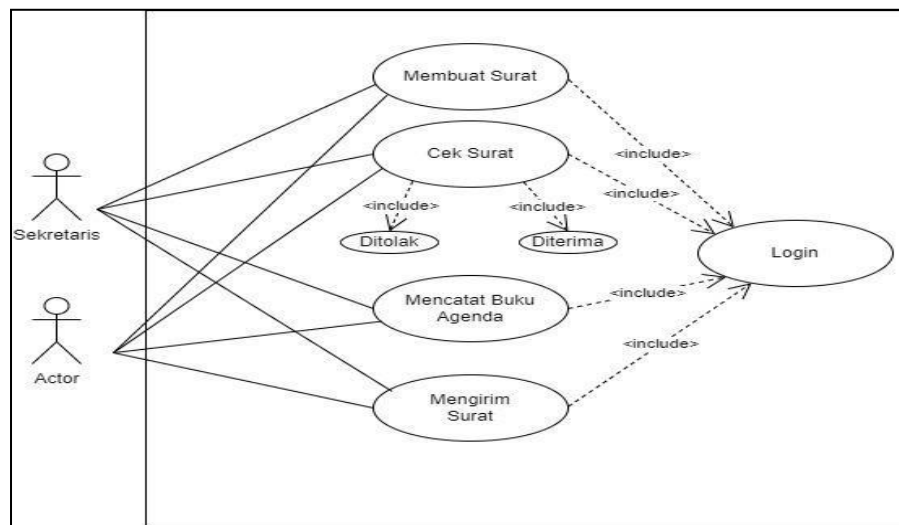 Membuat Surat
Cek Surat
<include>
<include>
<include>
<include>
Ditolak
Diterima
Sekretaris
Login
Mencatat Buku
Agenda
<include>
<include>
Actor
Mengirim
Surat